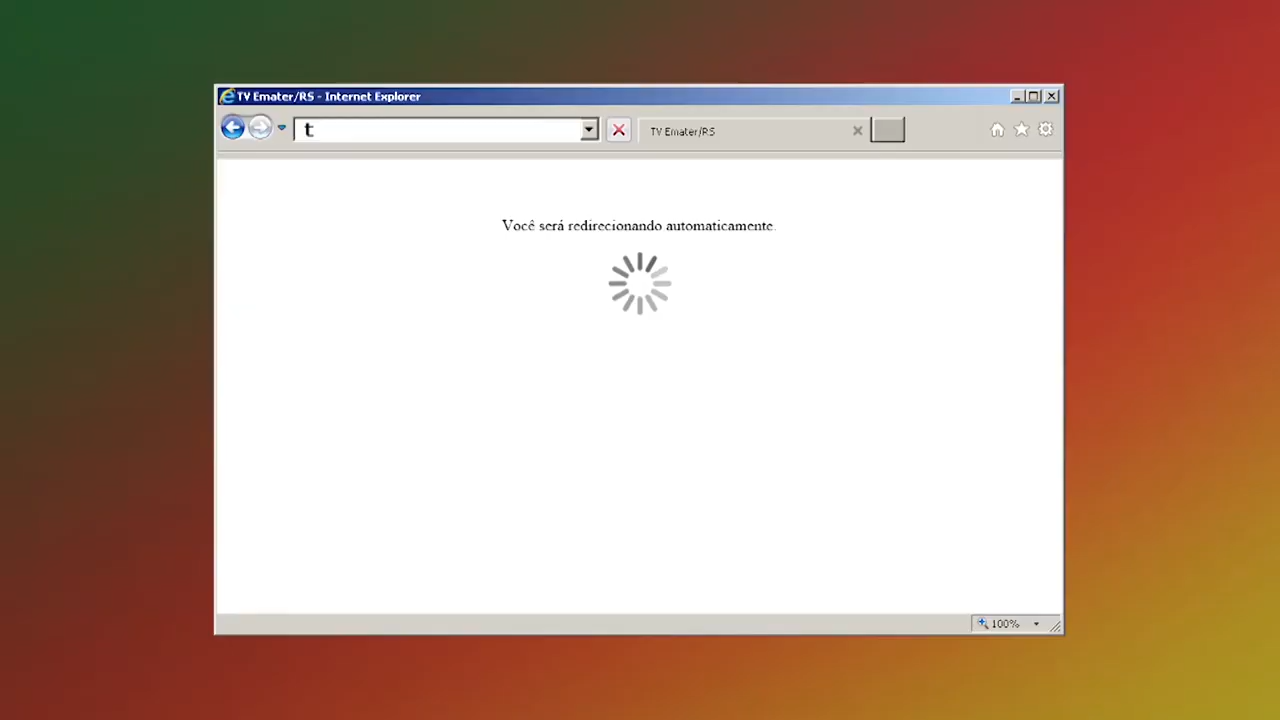 TV Emater/RS - Internet Explorer
t
TV Emater/RS
Você será redirecionando automaticamente.
100%